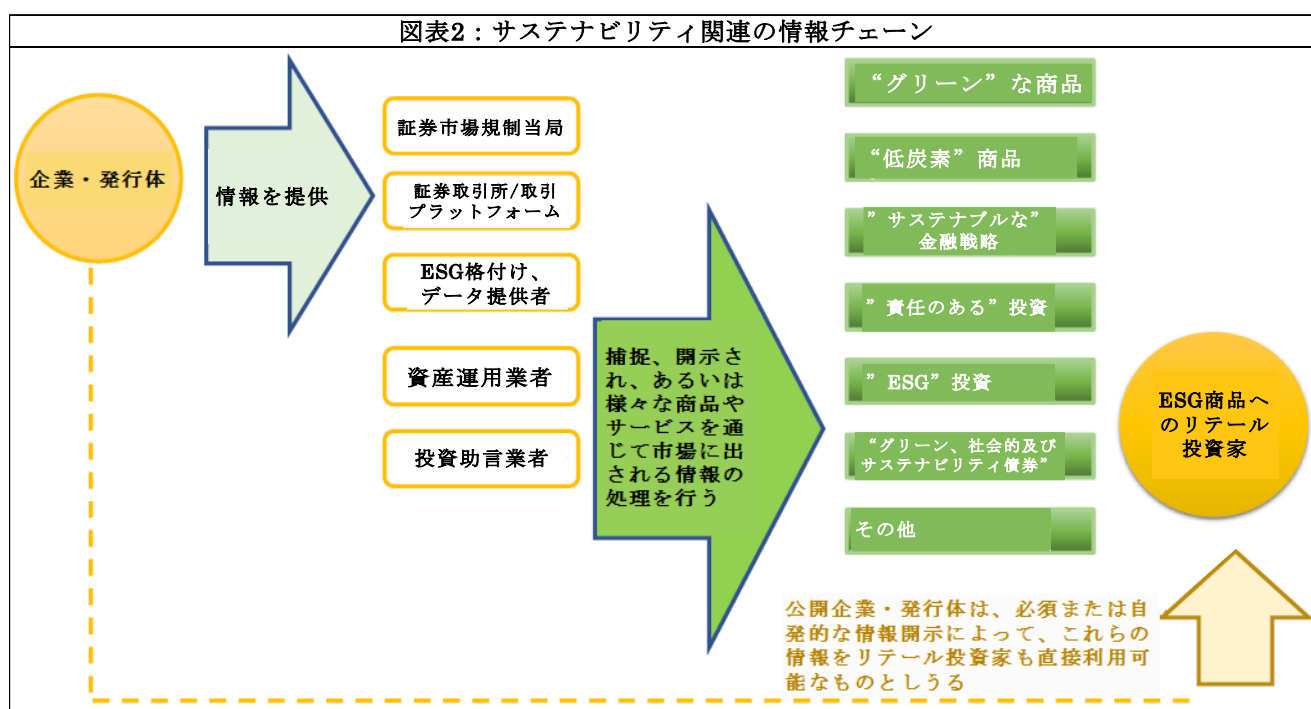 図表2：サステナビリティ関連の情報チェーン
企業・発行体
情報を提供
証券市場規制当局
証券取引所/取引
プラットフォーム
ESG格付け、
データ提供者
資産運用業者
投資助言業者
捕捉、開示さ
れ、あるいは
様々な商品や
サービスを通
じて市場に出
される情報の
処理を行う
“グリーン” な商品
“低炭素” 商品
”サステナブルな”
金融戦略
”責任のある” 投資
”ESG” 投資
“グリーン、社会的及び
サステナビリティ債券”
その他
ESG商品へ
のリテール
投資家
公開企業・発行体は、必須または自
発的な情報開示によって、これらの
情報をリテール投資家も直接利用可
能なものとしうる